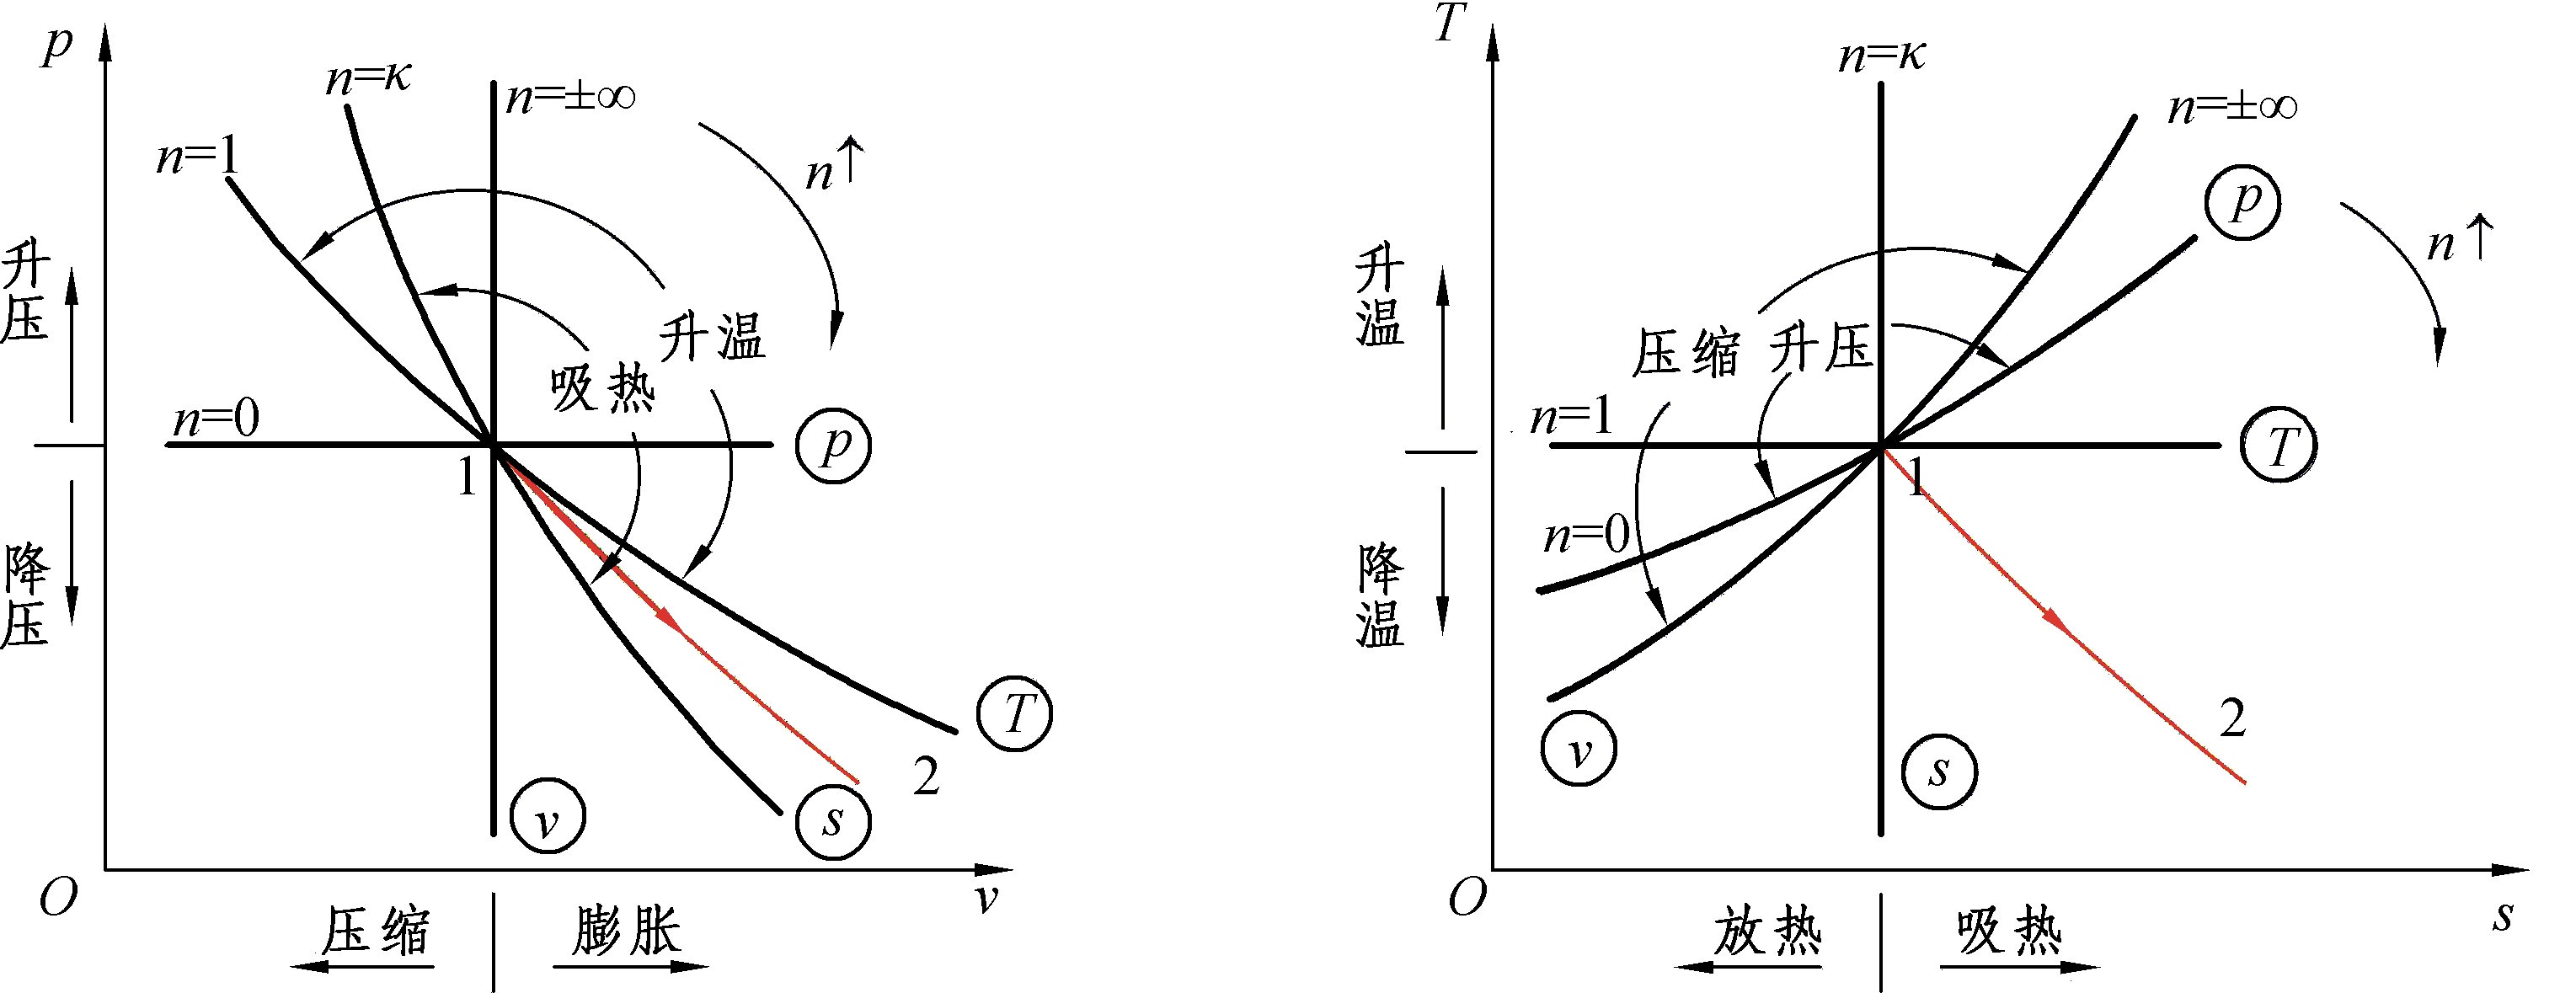 p
n=κ
n=±∞
n=1
n↑
升压
升温
吸热
n=0
p
1
降压
T
2
v
s
O
v
压缩
膨胀
T
n=κ
n=±∞
p
n↑
升温
压缩
升压
n=1
T
1
n=0
降温
2
v
s
O
s
放热
吸热